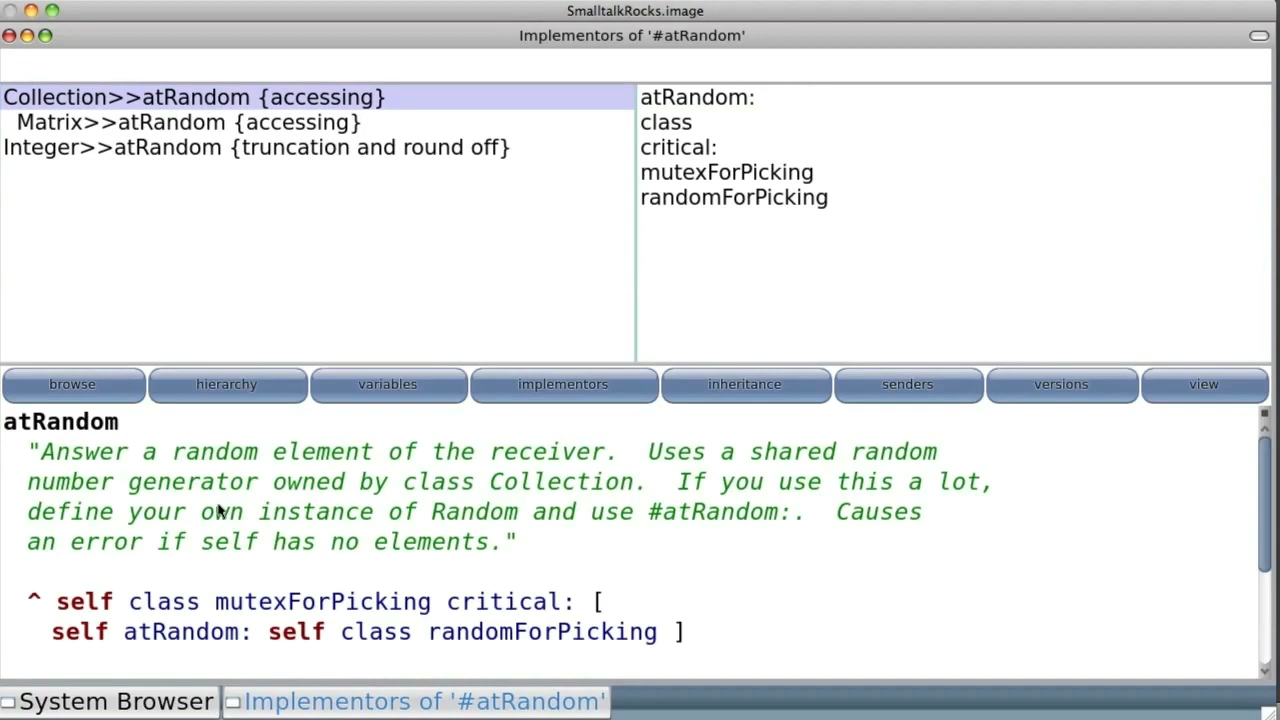 SmalltalkRocks.image
Implementors of '#atRandom'
Collection>>atRandom {accessing}
Matrix>>atRandom {accessing}
Integer>>atRandom {truncation and round off}
atRandom:
class
critical:
mutexForPicking
randomForPicking
browse hierarchy variables implementors inheritance senders versions view
atRandom
"Answer a random element of the receiver.  Uses a shared random
number generator owned by class Collection.  If you use this a lot,
define your own instance of Random and use #atRandom:.  Causes
an error if self has no elements."
^ self class mutexForPicking critical: [
self atRandom: self class randomForPicking ]
System Browser Implementors of '#atRandom'